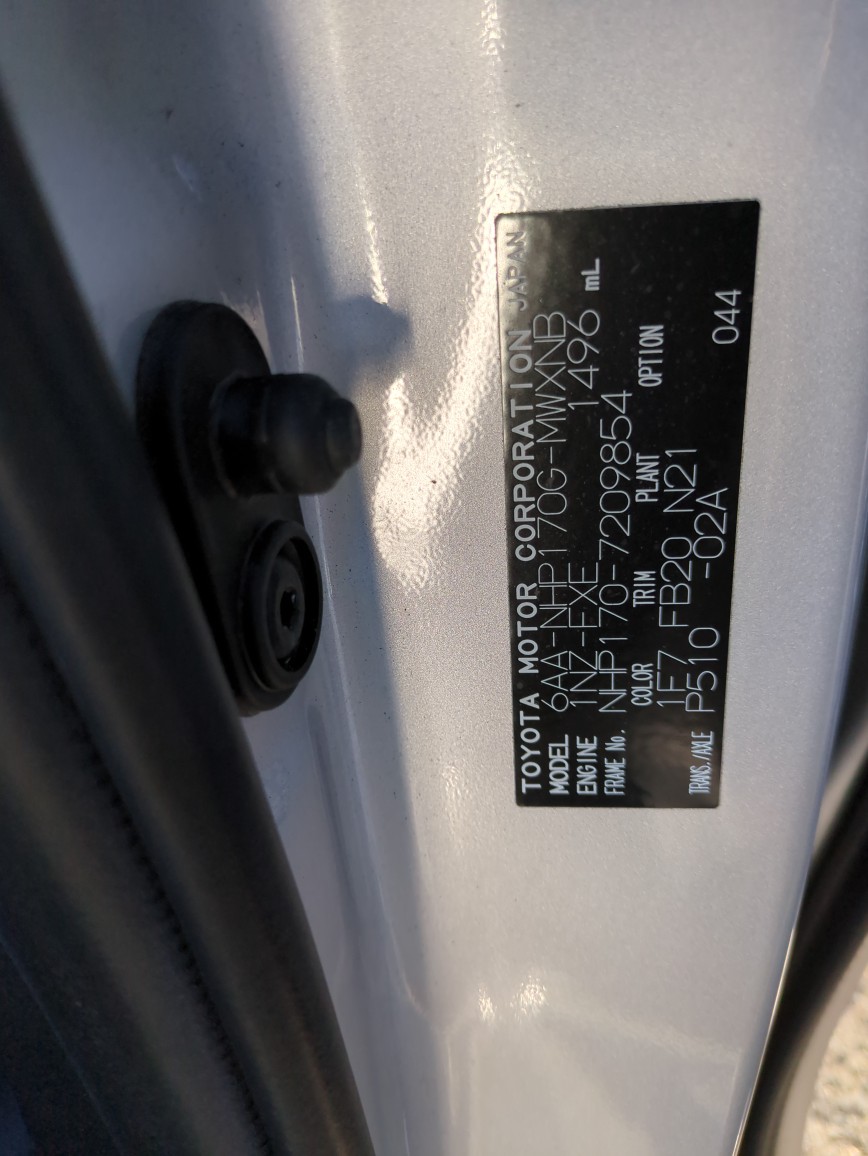 TOYOTA MOTOR CORPORATION JAPAN
MODEL 6AA-NHP170G-MWXNB
ENGINE 1NZ-FXE 1496 mL
FRAME No. NHP170-7209854
COLOR TRIM PLANT OPTION
1F7 FB20 N21
TRANS./AXLE P510 -02A 044